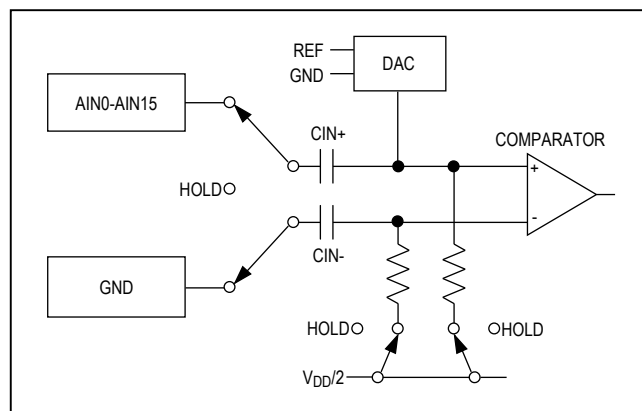 REF
GND
DAC
AIN0-AIN15
CIN+
COMPARATOR
+
HOLD
-
CIN-
GND
HOLD
HOLD
VDD/2